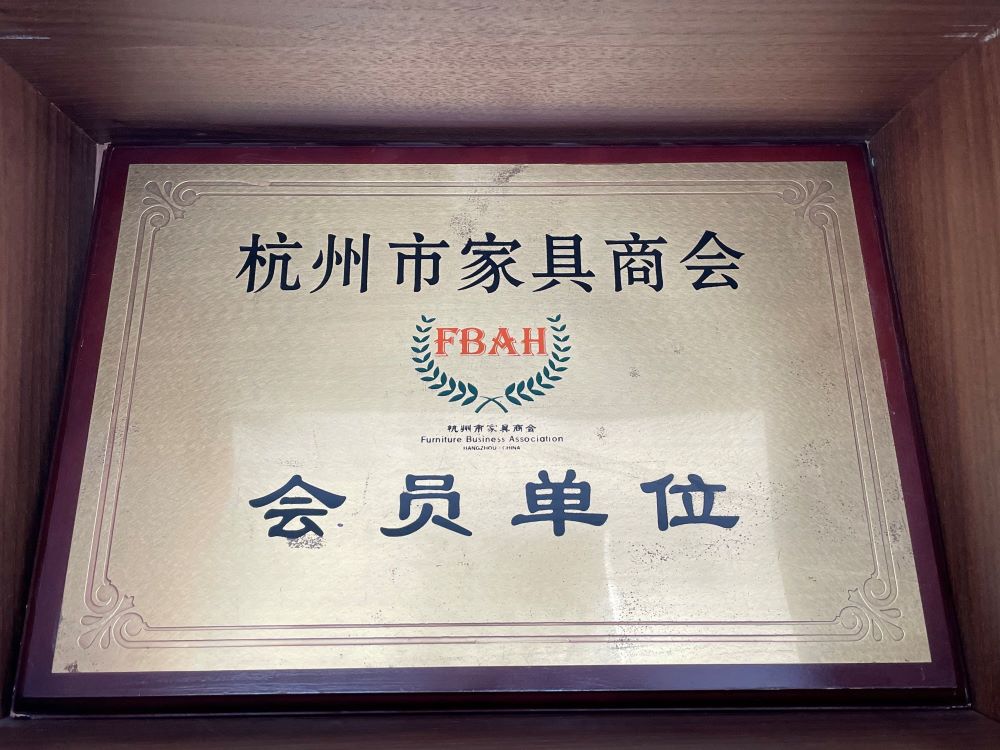 杭州市家具商会
FBAH
杭州市家具商会
Furniture Business Association
HANGZHOU · CHINA
会员单位